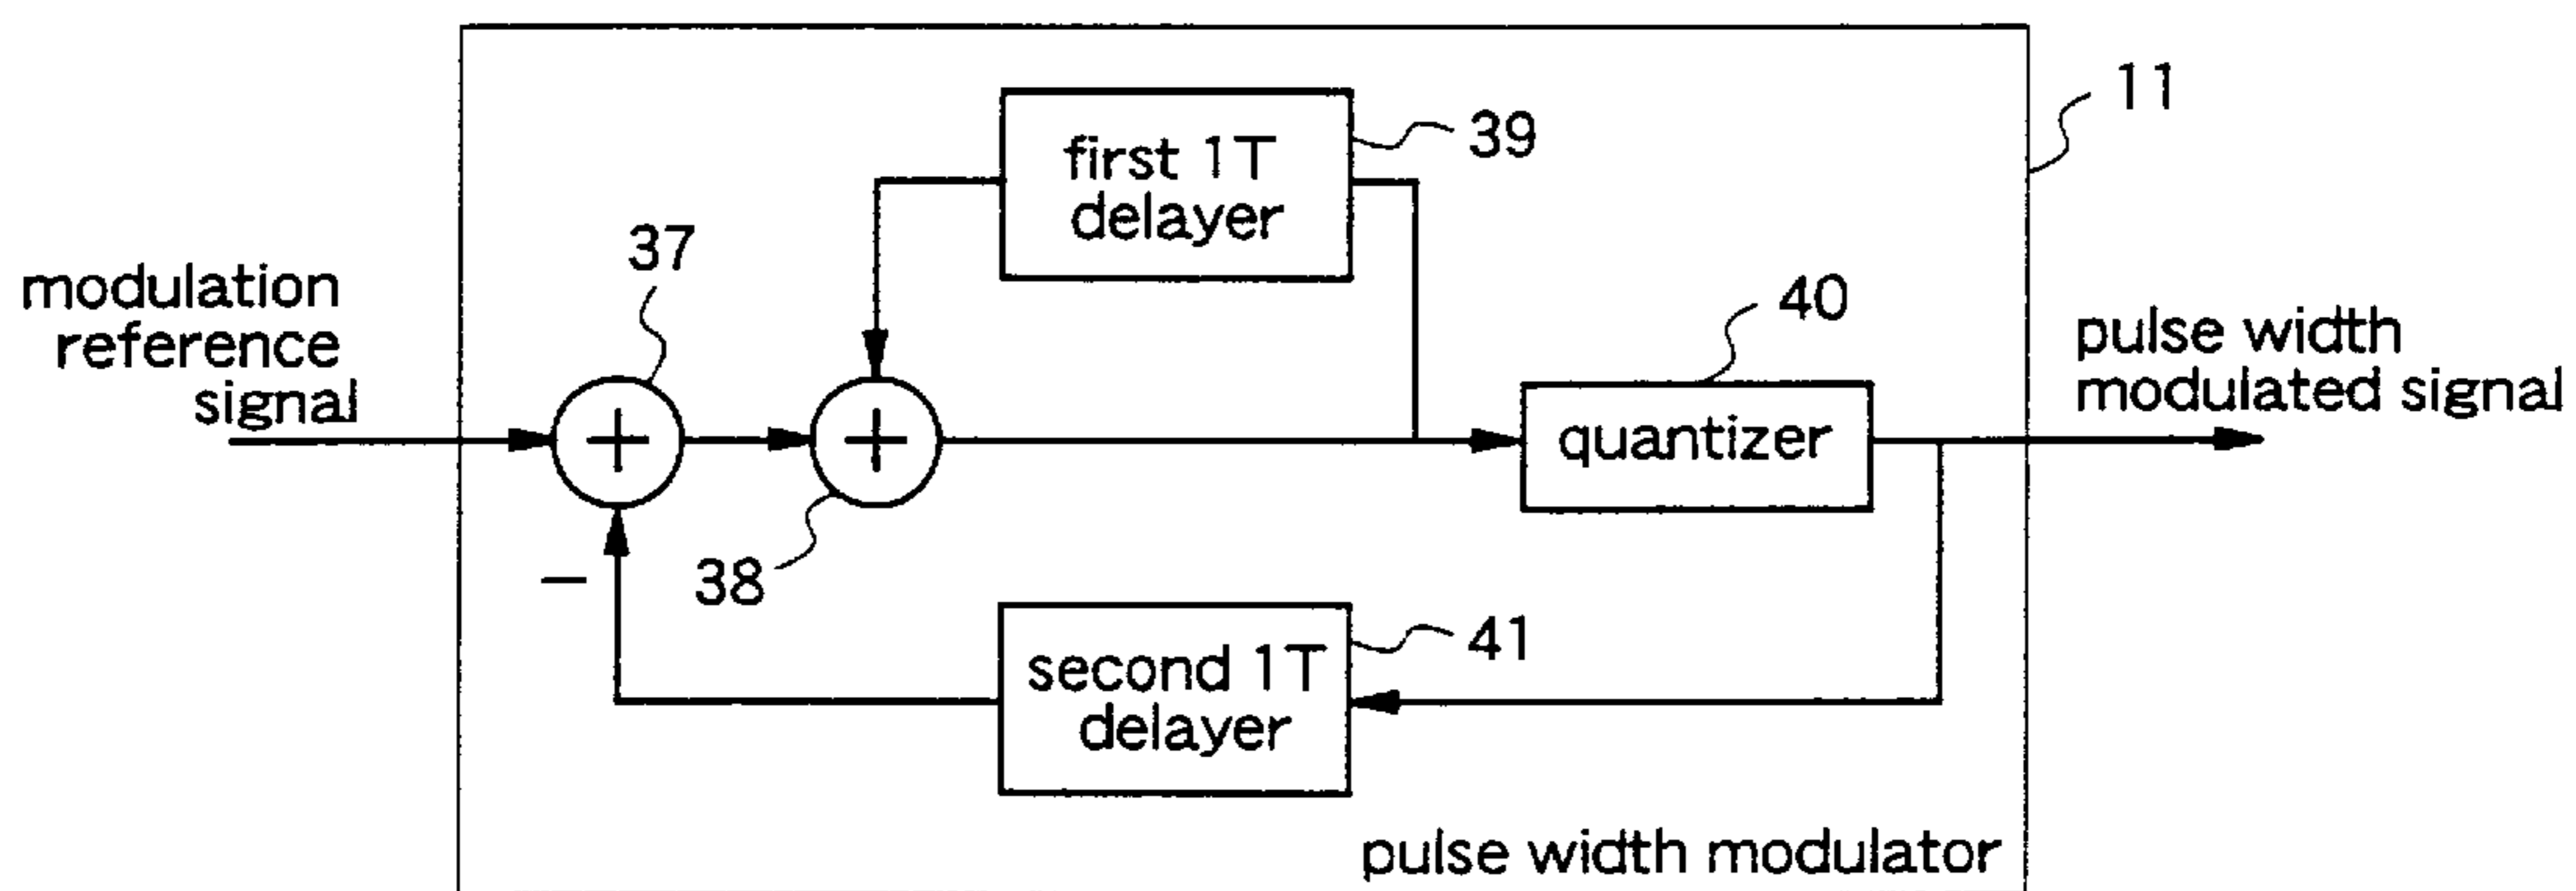 11
first 1T
delayer
39
37
modulation
reference
signal
+
+
40
quantizer
pulse width
modulated signal
38
−
second 1T
delayer
41
pulse width modulator